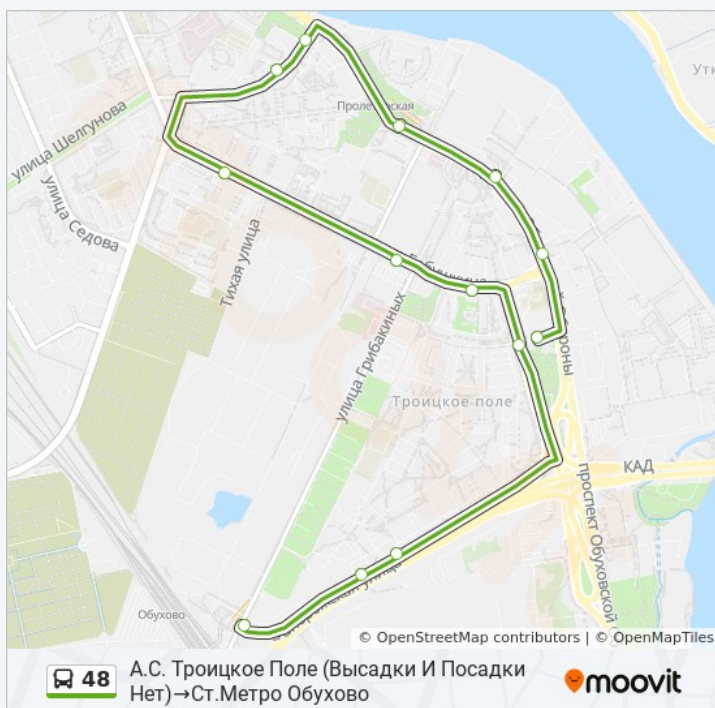 Утк
улица Шелгунова
Пролетарская
улица Седова
Тихая улица
улица Грибакиных
Троицкое поле
КАД
проспект Обуховской
Обухово
© OpenStreetMap contributors | © OpenMapTiles
48
А.С. Троицкое Поле (Высадки И Посадки
Нет)→Ст.Метро Обухово
moovit